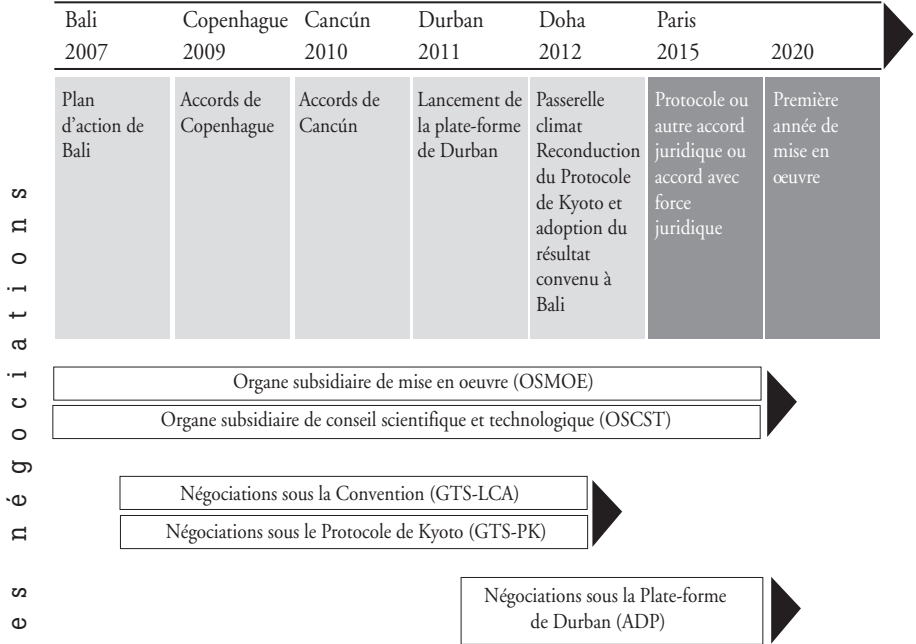 Bali Copenhague Cancún Durban Doha Paris
2007 2009 2010 2011 2012 2015 2020
Plan
d'action de
Bali
Accords de
Copenhague
Accords de
Cancún
Lancement de
la plate-forme
de Durban
Passerelle
climat
Reconduction
du Protocole
de Kyoto et
adoption du
résultat
convenu à
Bali
Protocole ou
autre accord
juridique ou
accord avec
force
juridique
Première
année de
mise en
œuvre
Organe subsidiaire de mise en oeuvre (OSMOE)
Organe subsidiaire de conseil scientifique et technologique (OSCST)
Négociations sous la Convention (GTS-LCA)
Négociations sous le Protocole de Kyoto (GTS-PK)
Négociations sous la Plate-forme
de Durban (ADP)
es négociations